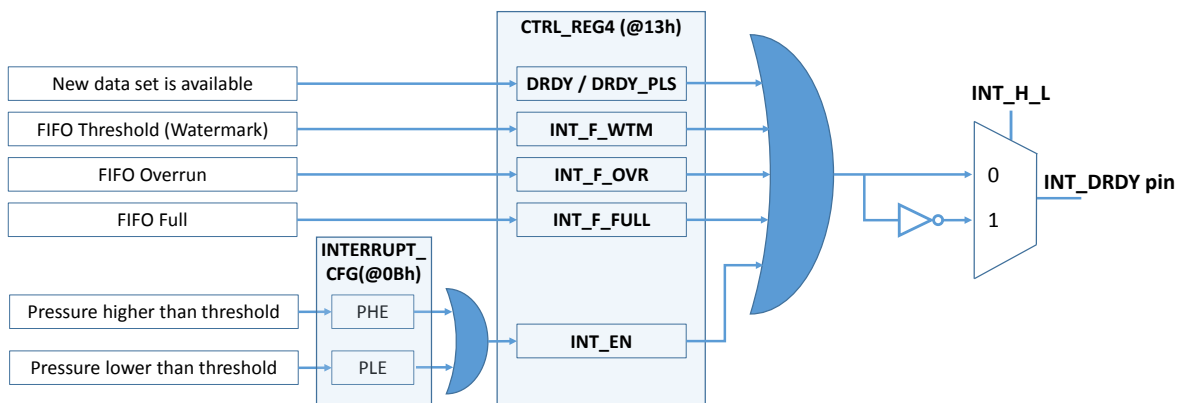 CTRL_REG4 (@13h)
New data set is available
DRDY / DRDY_PLS
INT_H_L
FIFO Threshold (Watermark)
INT_F_WTM
FIFO Overrun
INT_F_OVR
0
INT_DRDY pin
FIFO Full
INT_F_FULL
1
INTERRUPT_
CFG(@0Bh)
Pressure higher than threshold
PHE
INT_EN
Pressure lower than threshold
PLE